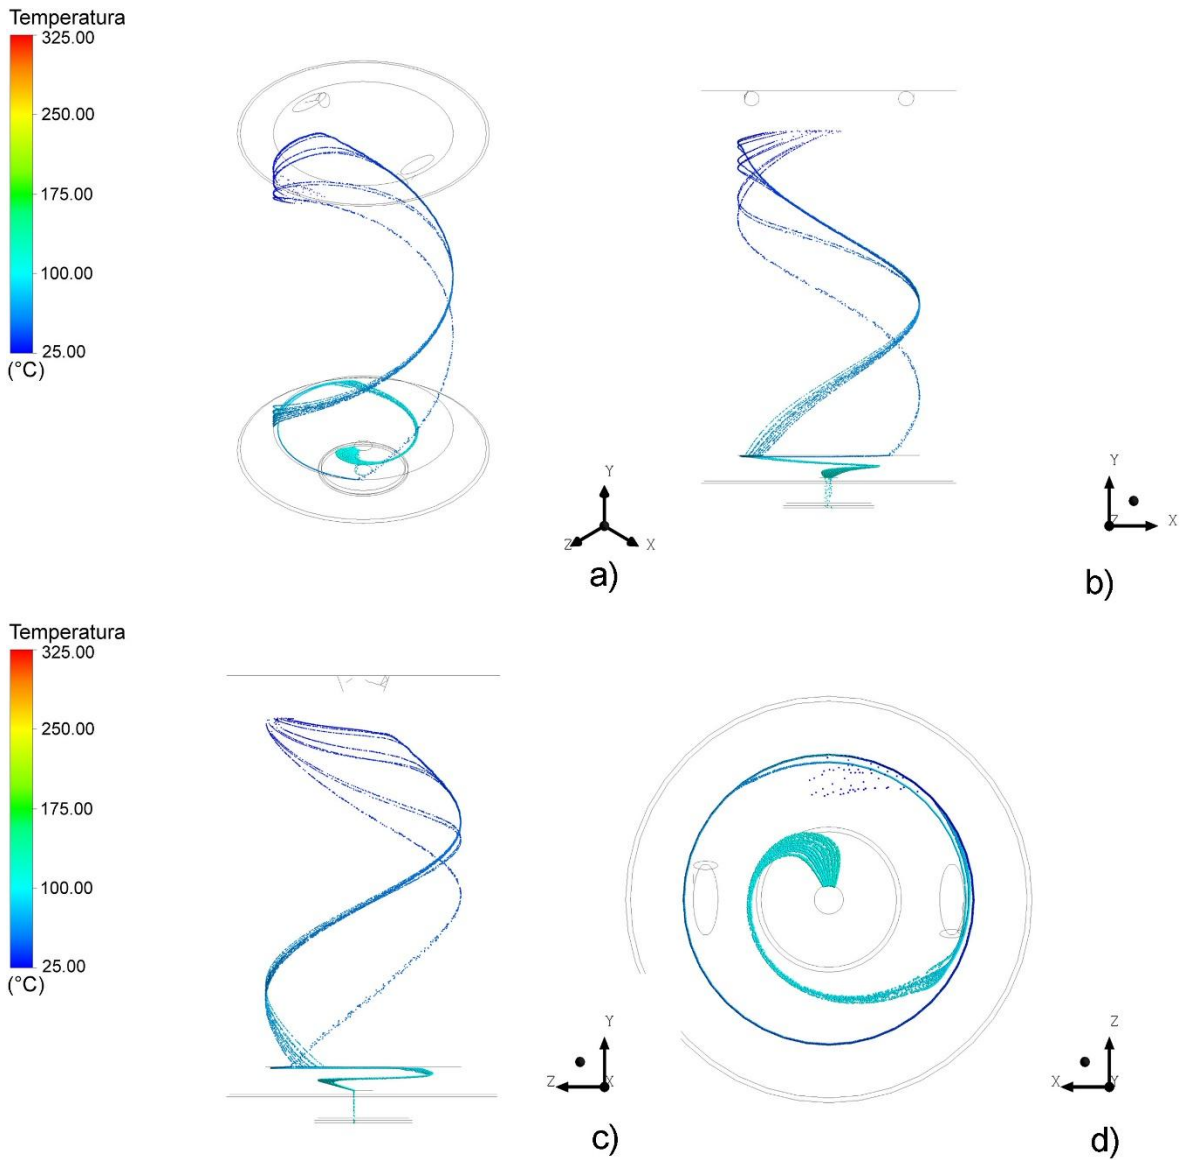 Temperatura
325.00
250.00
175.00
100.00
25.00
(°C)
Y
Z
X
a)
Y
Z
X
b)
Temperatura
325.00
250.00
175.00
100.00
25.00
(°C)
Y
Z
X
c)
Z
X
Y
d)